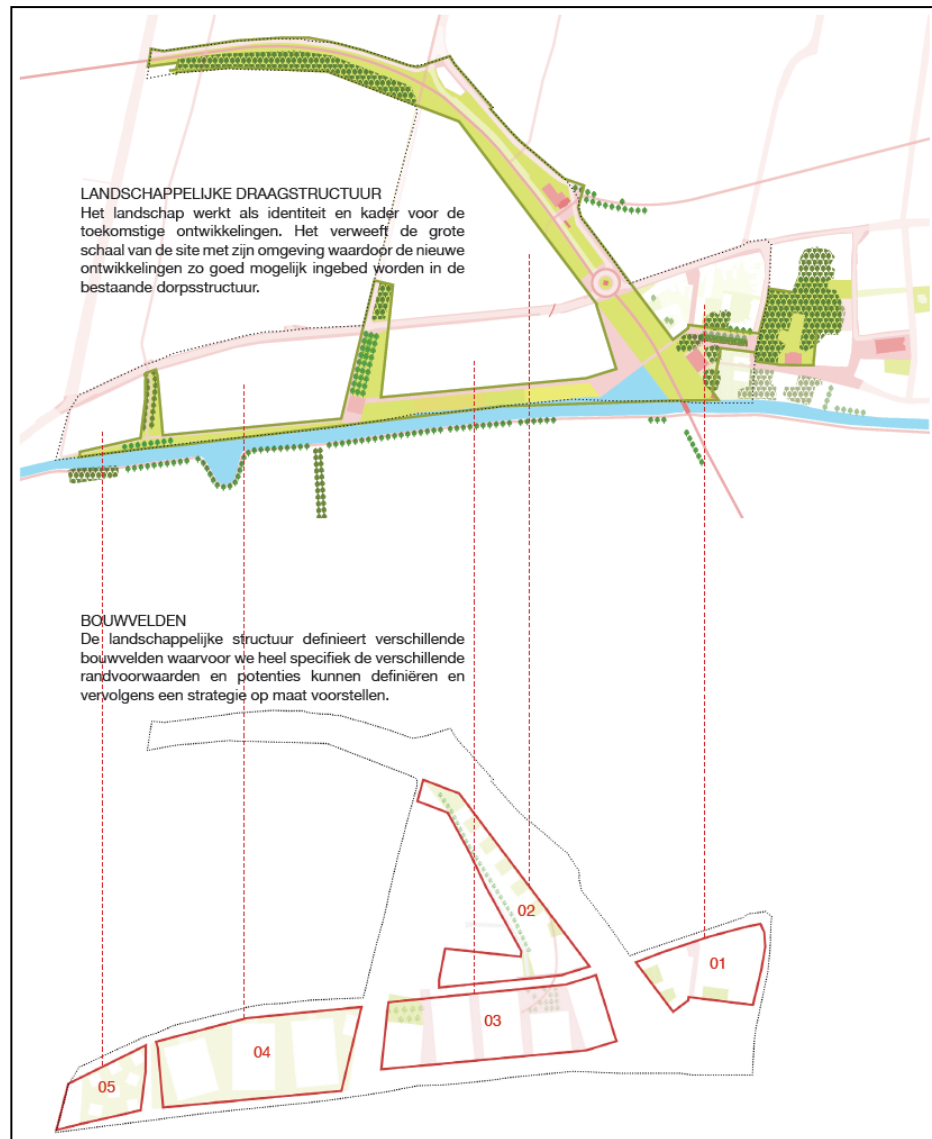 LANDSCHAPPELIJKE DRAAGSTRUCTUUR
Het landschap werkt als identiteit en kader voor de
toekomstige ontwikkelingen. Het verweeft de grote
schaal van de site met zijn omgeving waardoor de nieuwe
ontwikkelingen zo goed mogelijk ingebed worden in de
bestaande dorpsstructuur.
BOUWVELDEN
De landschappelijke structuur definieert verschillende
bouwvelden waarvoor we heel specifiek de verschillende
randvoorwaarden en potenties kunnen definiëren en
vervolgens een strategie op maat voorstellen.
02
01
03
04
05